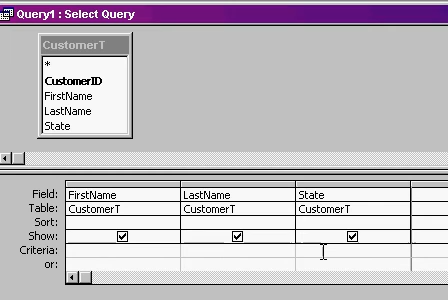 Query1 : Select Query
CustomerT
*
CustomerID
FirstName
LastName
State
Field: FirstName LastName State
Table: CustomerT CustomerT CustomerT
Sort:
Show:
Criteria:
or: